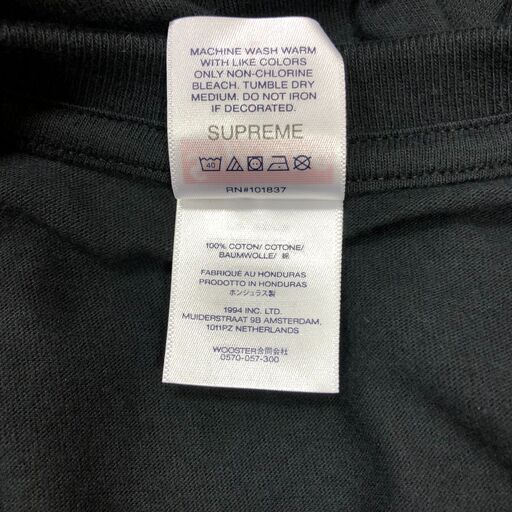 MACHINE WASH WARM
WITH LIKE COLORS
ONLY NON-CHLORINE
BLEACH. TUMBLE DRY
MEDIUM. DO NOT IRON
IF DECORATED.
SUPREME
40
RN#101837
100% COTON/ COTONE/
BAUMWOLLE/ 綿
FABRIQUÉ AU HONDURAS
PRODOTTO IN HONDURAS
ホンジュラス製
1994 INC. LTD.
MUIDERSTRAAT 9B AMSTERDAM,
1011PZ NETHERLANDS
WOOSTER合同会社
0570-057-300